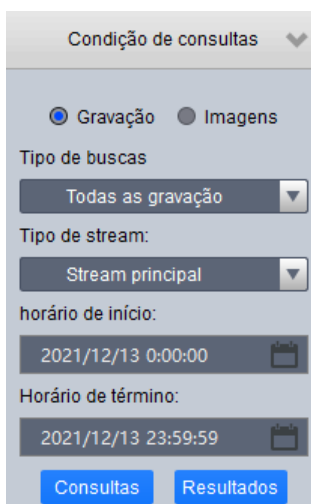 Condição de consultas
Gravação Imagens
Tipo de buscas
Todas as gravação
Tipo de stream:
Stream principal
horário de início:
2021/12/13 0:00:00
Horário de término:
2021/12/13 23:59:59
Consultas Resultados